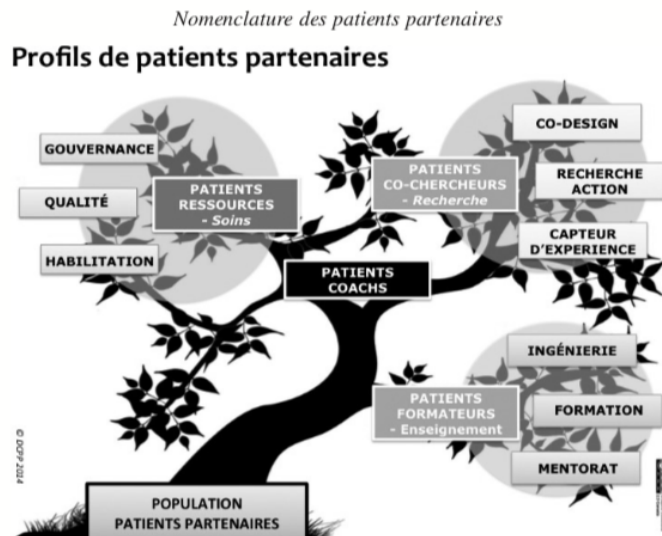 Nomenclature des patients partenaires
Profils de patients partenaires
GOUVERNANCE
QUALITÉ
HABILITATION
PATIENTS
RESSOURCES
- Soins
PATIENTS
CO-CHERCHEURS
- Recherche
CO-DESIGN
RECHERCHE
ACTION
CAPTEUR
D'EXPERIENCE
PATIENTS
COACHS
PATIENTS
FORMATEURS
- Enseignement
INGÉNIERIE
FORMATION
MENTORAT
POPULATION
PATIENTS PARTENAIRES
© DCPP 2014